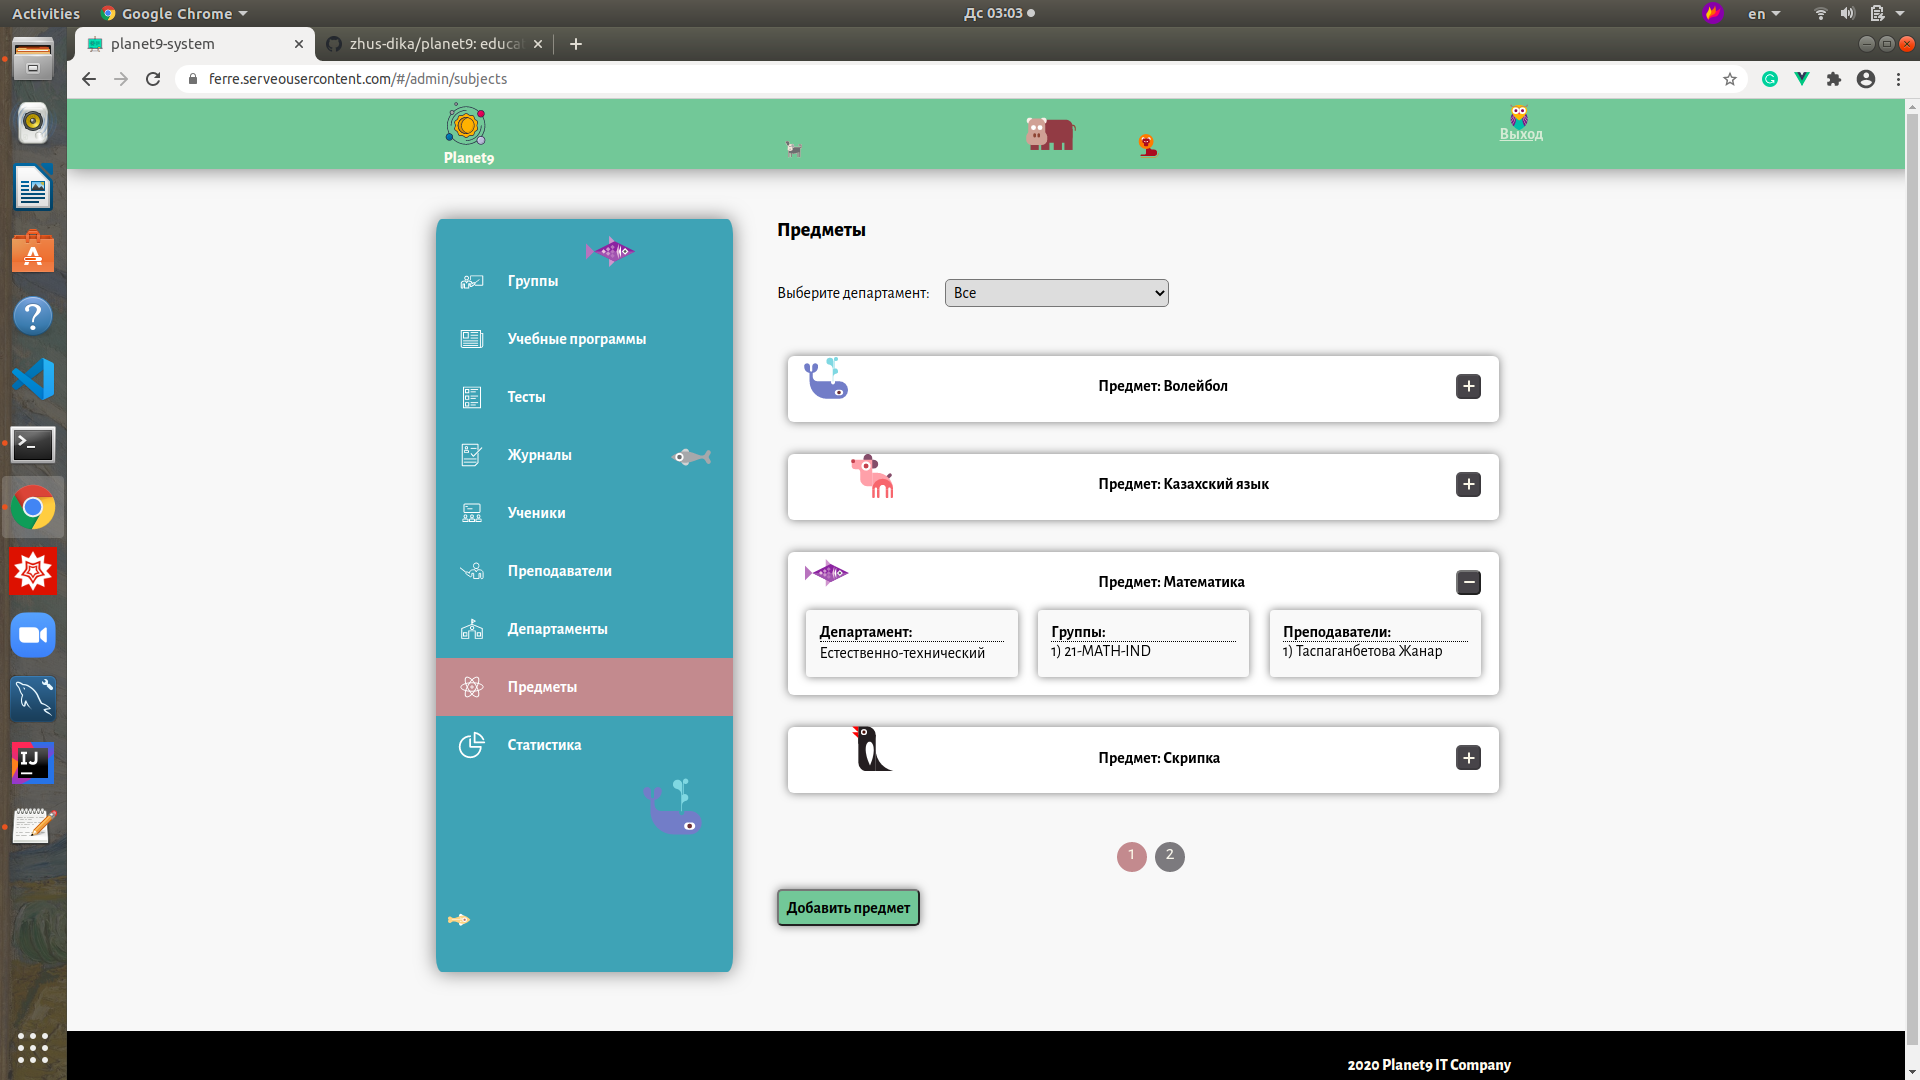 Activities
Google Chrome
Дс 03:03
en
planet9-system
zhus-dika/planet9: educa
ferre.serveousercontent.com/#/admin/subjects
Planet9
Выход
Группы
Учебные программы
Тесты
Журналы
Ученики
Преподаватели
Департаменты
Предметы
Статистика
Предметы
Выберите департамент:
Все
Предмет: Волейбол
Предмет: Казахский язык
Предмет: Математика
Департамент:
Естественно-технический
Группы:
1) 21-MATH-IND
Преподаватели:
1) Таспаганбетова Жанар
Предмет: Скрипка
1 2
Добавить предмет
2020 Planet9 IT Company